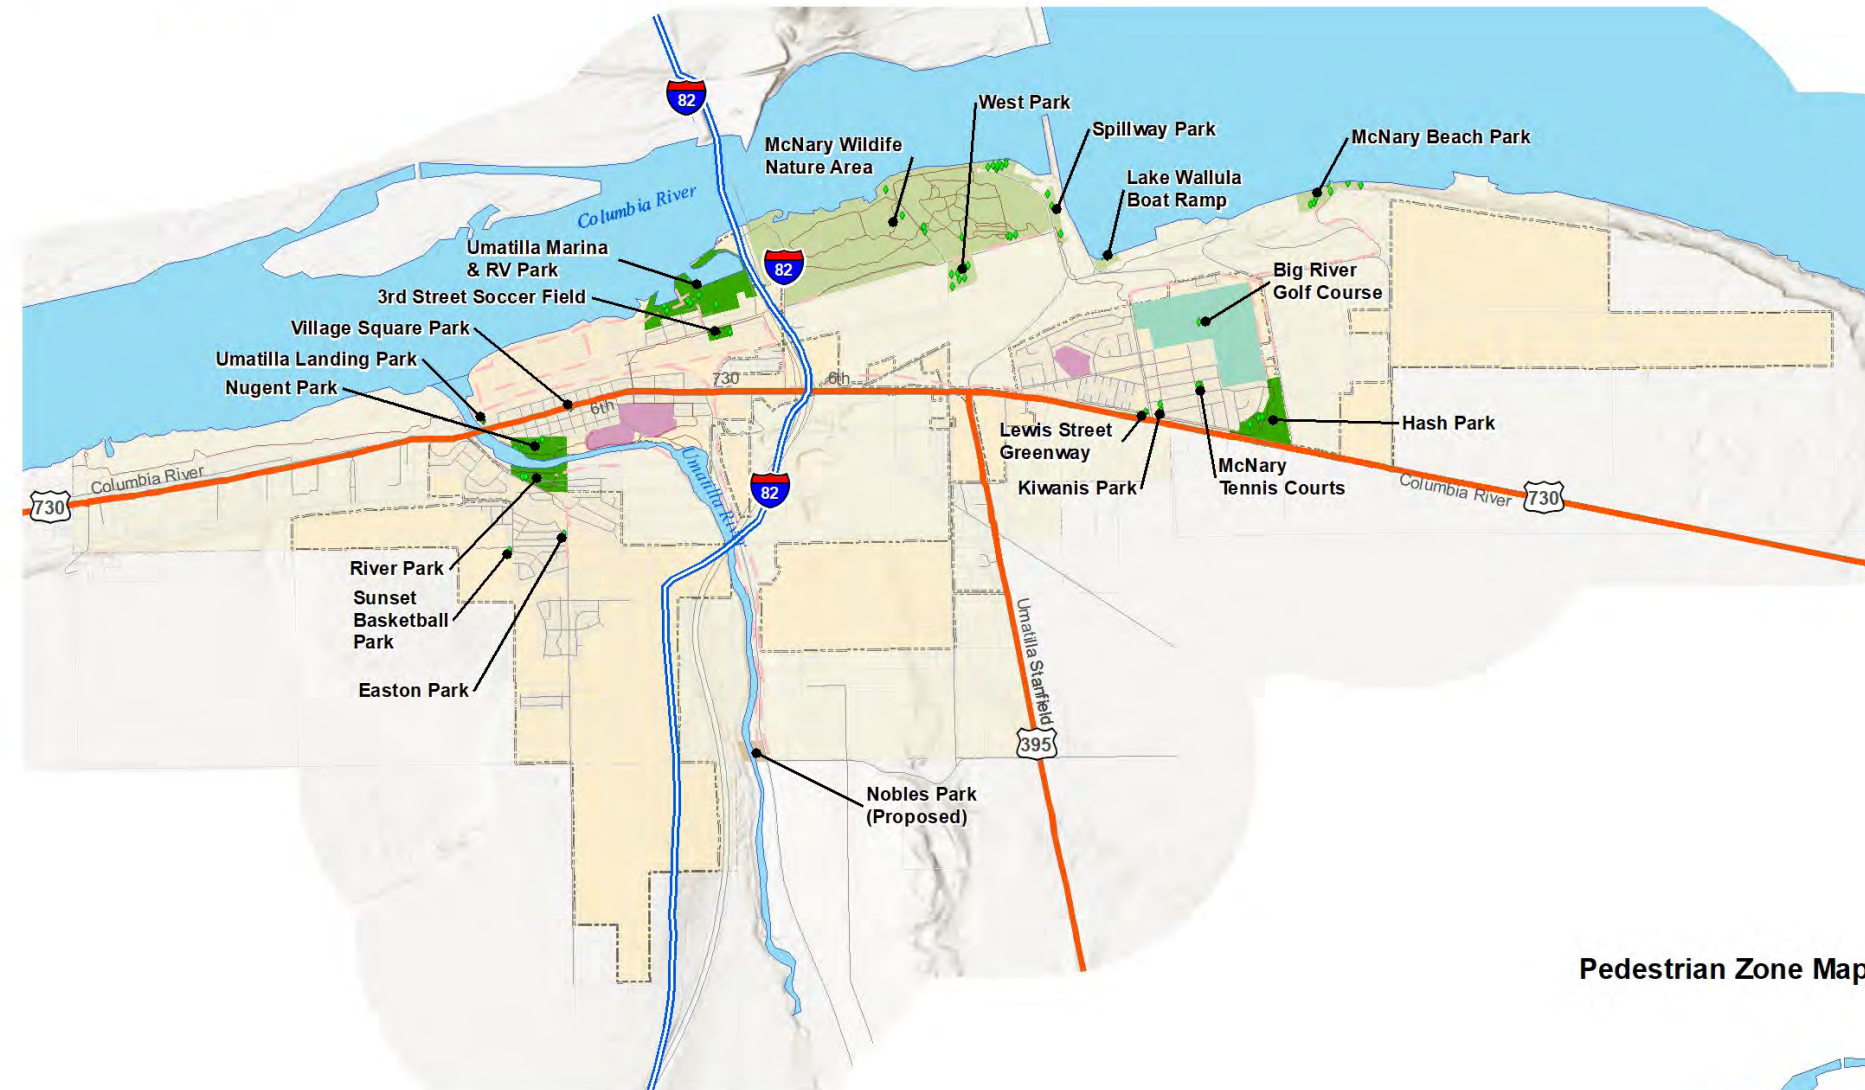 82
West Park
Spillway Park
McNary Beach Park
McNary Wildife
Nature Area
Lake Wallula
Boat Ramp
Columbia River
Umatilla Marina
& RV Park
82
Big River
Golf Course
3rd Street Soccer Field
Village Square Park
Umatilla Landing Park
Nugent Park
730
6th
6th
Hash Park
Lewis Street
Greenway
McNary
Tennis Courts
Kiwanis Park
Columbia River
730
Umatilla River
82
Columbia River
730
River Park
Sunset
Basketball
Park
Easton Park
Umatilla Stanfield
395
Nobles Park
(Proposed)
Pedestrian Zone Map